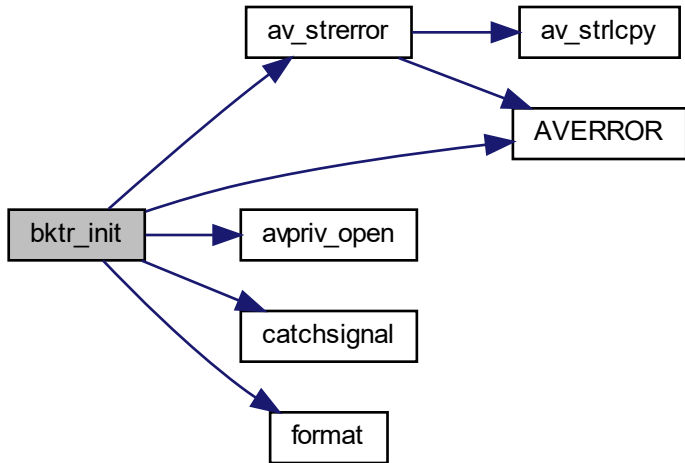 av_strerror
av_strlcpy
AVERROR
bktr_init
avpriv_open
catchsignal
format